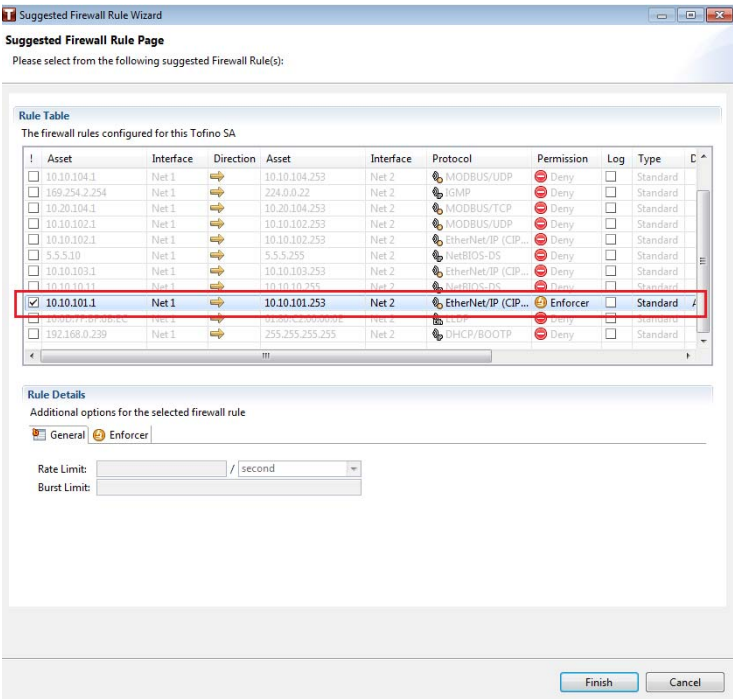 Suggested Firewall Rule Wizard
Suggested Firewall Rule Page
Please select from the following suggested Firewall Rule(s):
Rule Table
The firewall rules configured for this Tofino SA
! Asset Interface Direction Asset Interface Protocol Permission Log Type D
10.10.104.1 Net 1 10.10.104.253 Net 2 MODBUS/UDP Deny Standard
169.254.2.254 Net 1 224.0.0.22 Net 2 IGMP Deny Standard
10.20.104.1 Net 1 10.20.104.253 Net 2 MODBUS/TCP Deny Standard
10.10.102.1 Net 1 10.10.102.253 Net 2 MODBUS/UDP Deny Standard
10.10.102.1 Net 1 10.10.102.253 Net 2 EtherNet/IP (CIP... Deny Standard
5.5.5.10 Net 1 5.5.5.255 Net 2 NetBIOS-DS Deny Standard
10.10.103.1 Net 1 10.10.103.253 Net 2 EtherNet/IP (CIP... Deny Standard
10.10.10.11 Net 1 10.10.10.255 Net 2 NetBIOS-DS Deny Standard
10.10.101.1 Net 1 10.10.101.253 Net 2 EtherNet/IP (CIP... Enforcer Standard A
Net 1 Net 2 LLDP Deny Standard
192.168.0.239 Net 1 255.255.255.255 Net 2 DHCP/BOOTP Deny Standard
Rule Details
Additional options for the selected firewall rule
General Enforcer
Rate Limit: / second
Burst Limit:
Finish Cancel